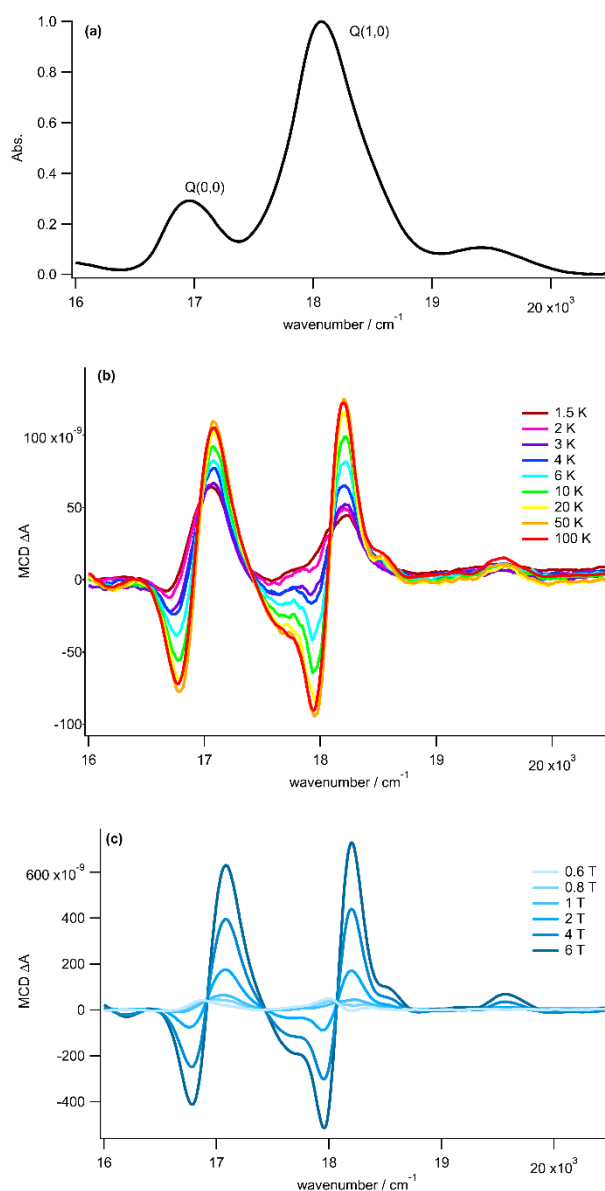 (a)
Q(1,0)
Q(0,0)
1.0
0.8
0.6
0.4
0.2
0.0
Abs.
16
17
18
19
20 x10³
wavenumber / cm⁻¹
(b)
1.5 K
2 K
3 K
4 K
6 K
10 K
20 K
50 K
100 K
100 x10⁻⁹
50
0
-50
-100
MCD ΔA
16
17
18
19
20 x10³
wavenumber / cm⁻¹
(c)
0.6 T
0.8 T
1 T
2 T
4 T
6 T
600 x10⁻⁹
400
200
0
-200
-400
MCD ΔA
16
17
18
19
20 x10³
wavenumber / cm⁻¹